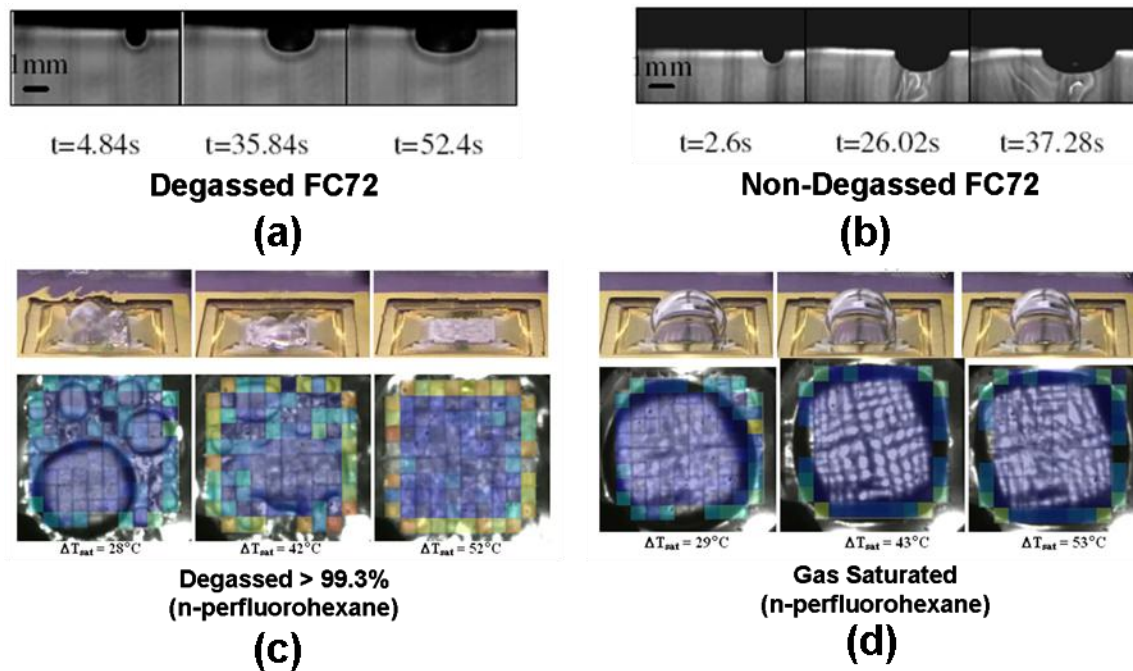 1mm
t=4.84s t=35.84s t=52.4s
Degassed FC72
(a)
1mm
t=2.6s t=26.02s t=37.28s
Non-Degassed FC72
(b)
ΔTsat = 28°C ΔTsat = 42°C ΔTsat = 52°C
Degassed > 99.3%
(n-perfluorohexane)
(c)
ΔTsat = 29°C ΔTsat = 43°C ΔTsat = 53°C
Gas Saturated
(n-perfluorohexane)
(d)